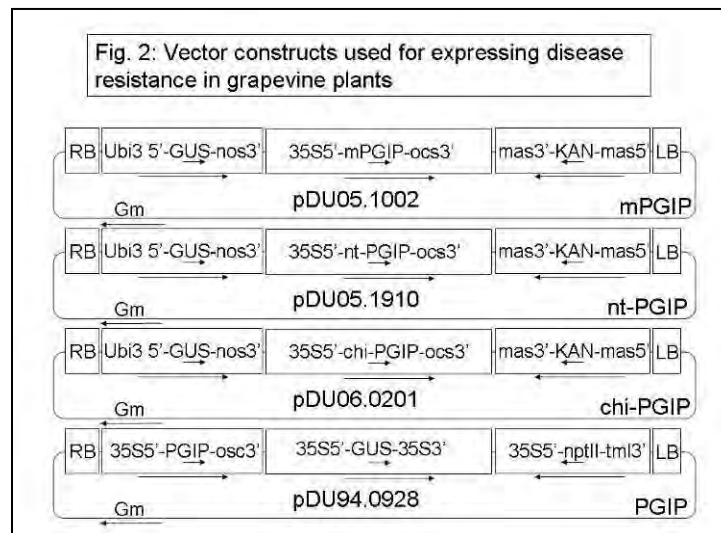 Fig. 2: Vector constructs used for expressing disease
resistance in grapevine plants
RB Ubi3 5'-GUS-nos3' 35S5'-mPGIP-ocs3' mas3'-KAN-mas5' LB
pDU05.1002 mPGIP
Gm
RB Ubi3 5'-GUS-nos3' 35S5'-nt-PGIP-ocs3' mas3'-KAN-mas5' LB
pDU05.1910 nt-PGIP
Gm
RB Ubi3 5'-GUS-nos3' 35S5'-chi-PGIP-ocs3' mas3'-KAN-mas5' LB
pDU06.0201 chi-PGIP
Gm
RB 35S5'-PGIP-osc3' 35S5'-GUS-35S3' 35S5'-nptII-tml3' LB
pDU94.0928 PGIP
Gm